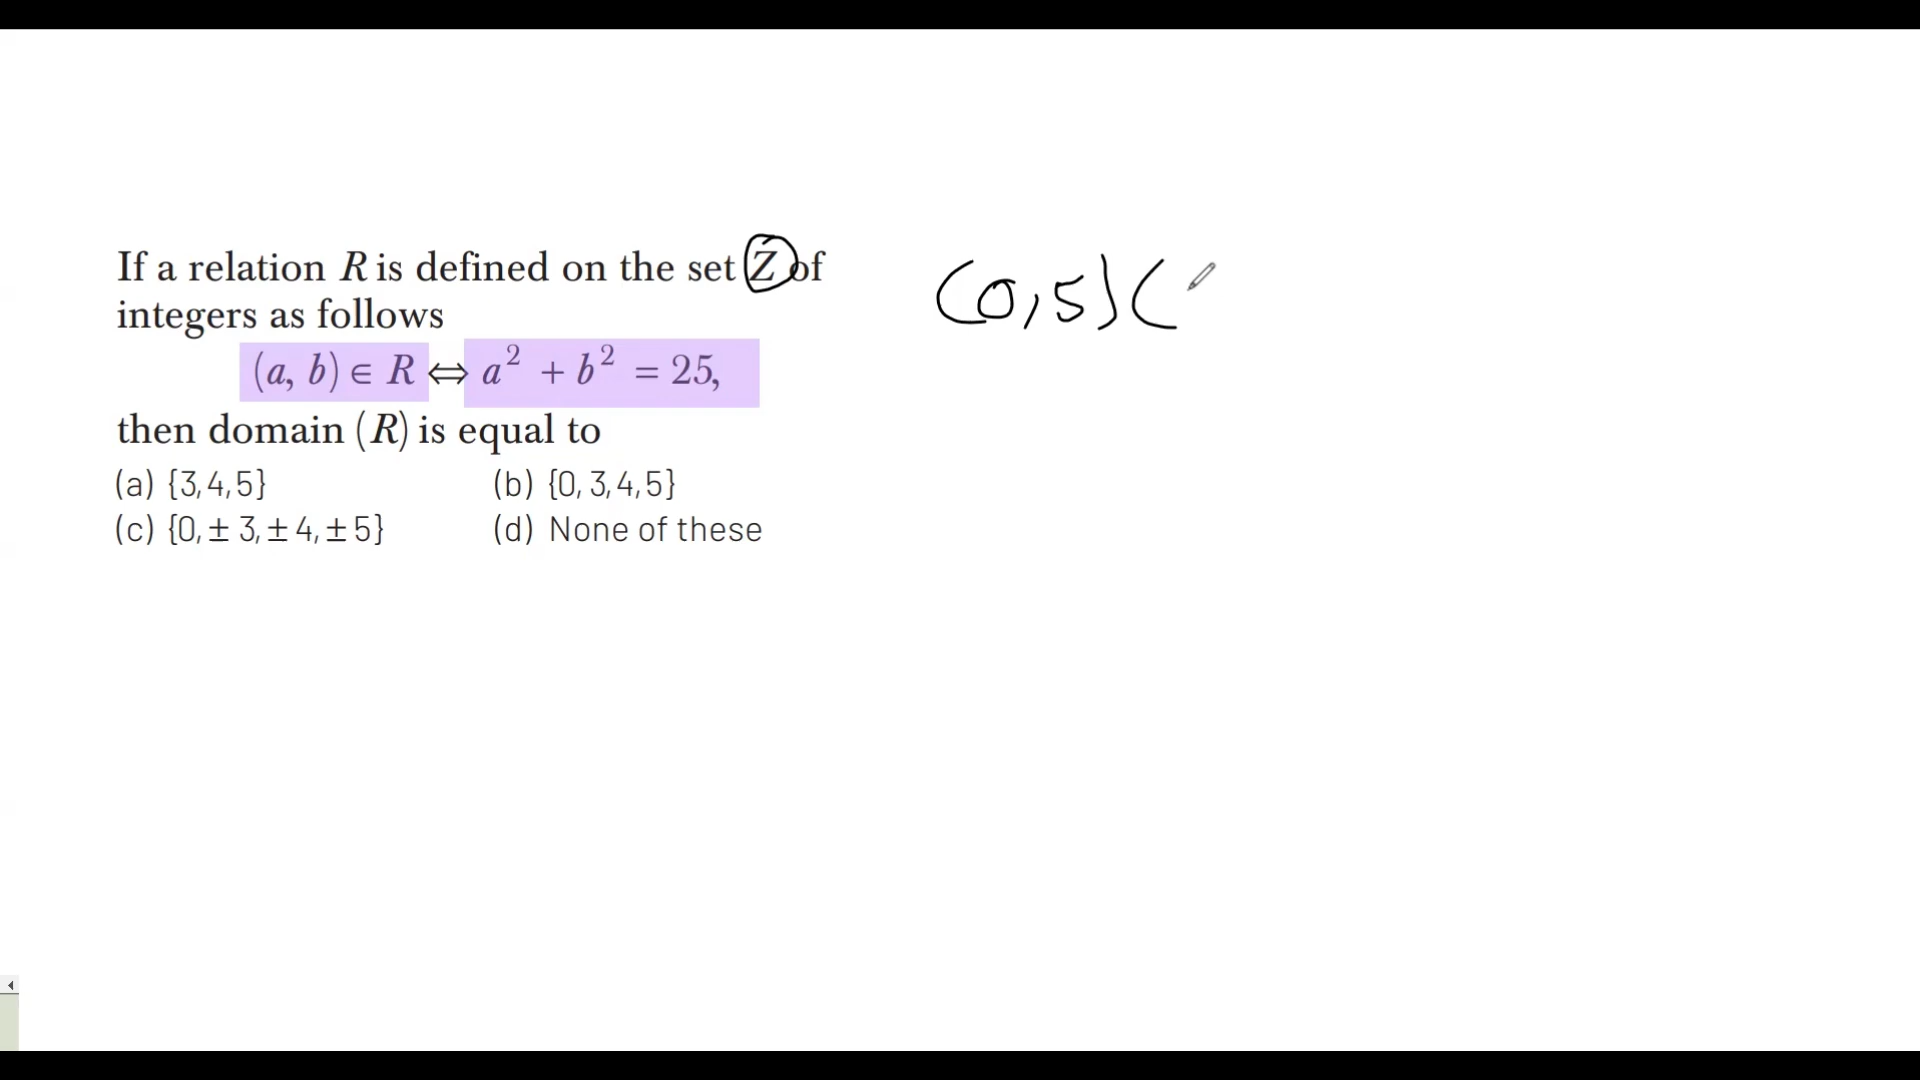 If a relation R is defined on the set Z of
integers as follows
(a, b) ∈ R ⇔ a² + b² = 25,
then domain (R) is equal to
(a) {3,4,5} (b) {0, 3,4,5}
(c) {0, ± 3, ± 4, ± 5} (d) None of these
(0,5) (